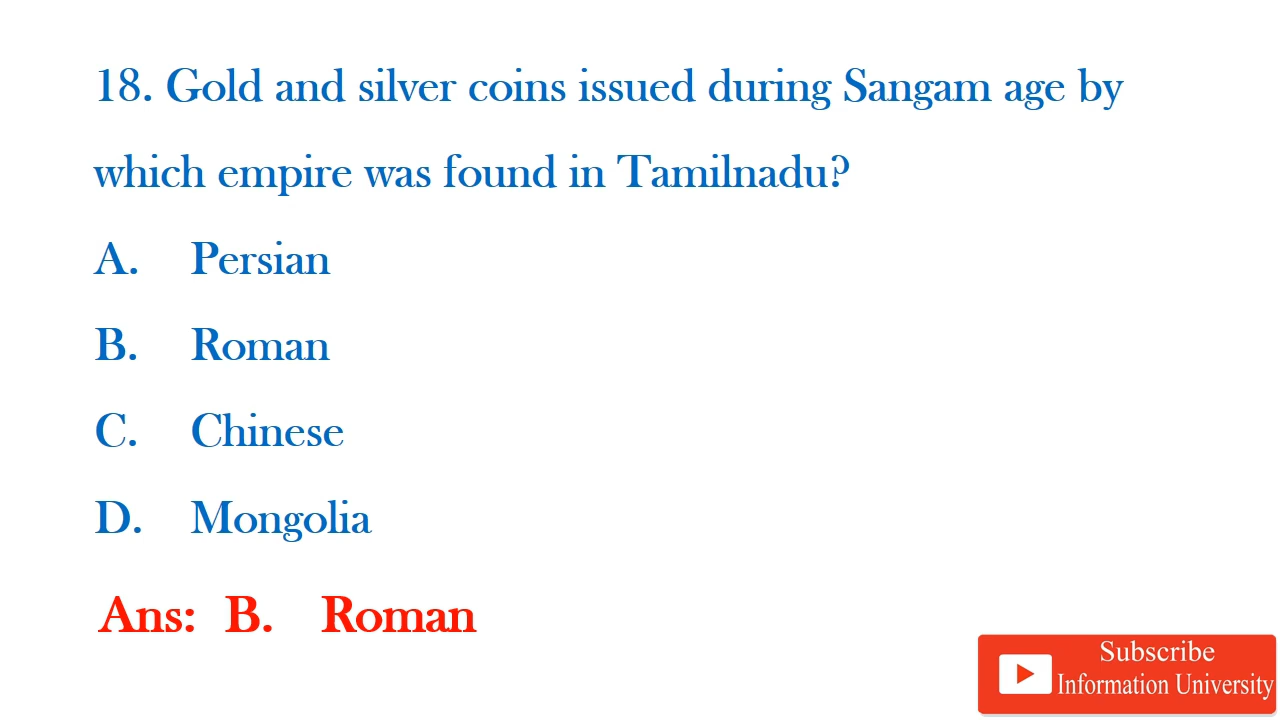 18. Gold and silver coins issued during Sangam age by
which empire was found in Tamilnadu?
A. Persian
B. Roman
C. Chinese
D. Mongolia
Ans: B. Roman
Subscribe
Information University